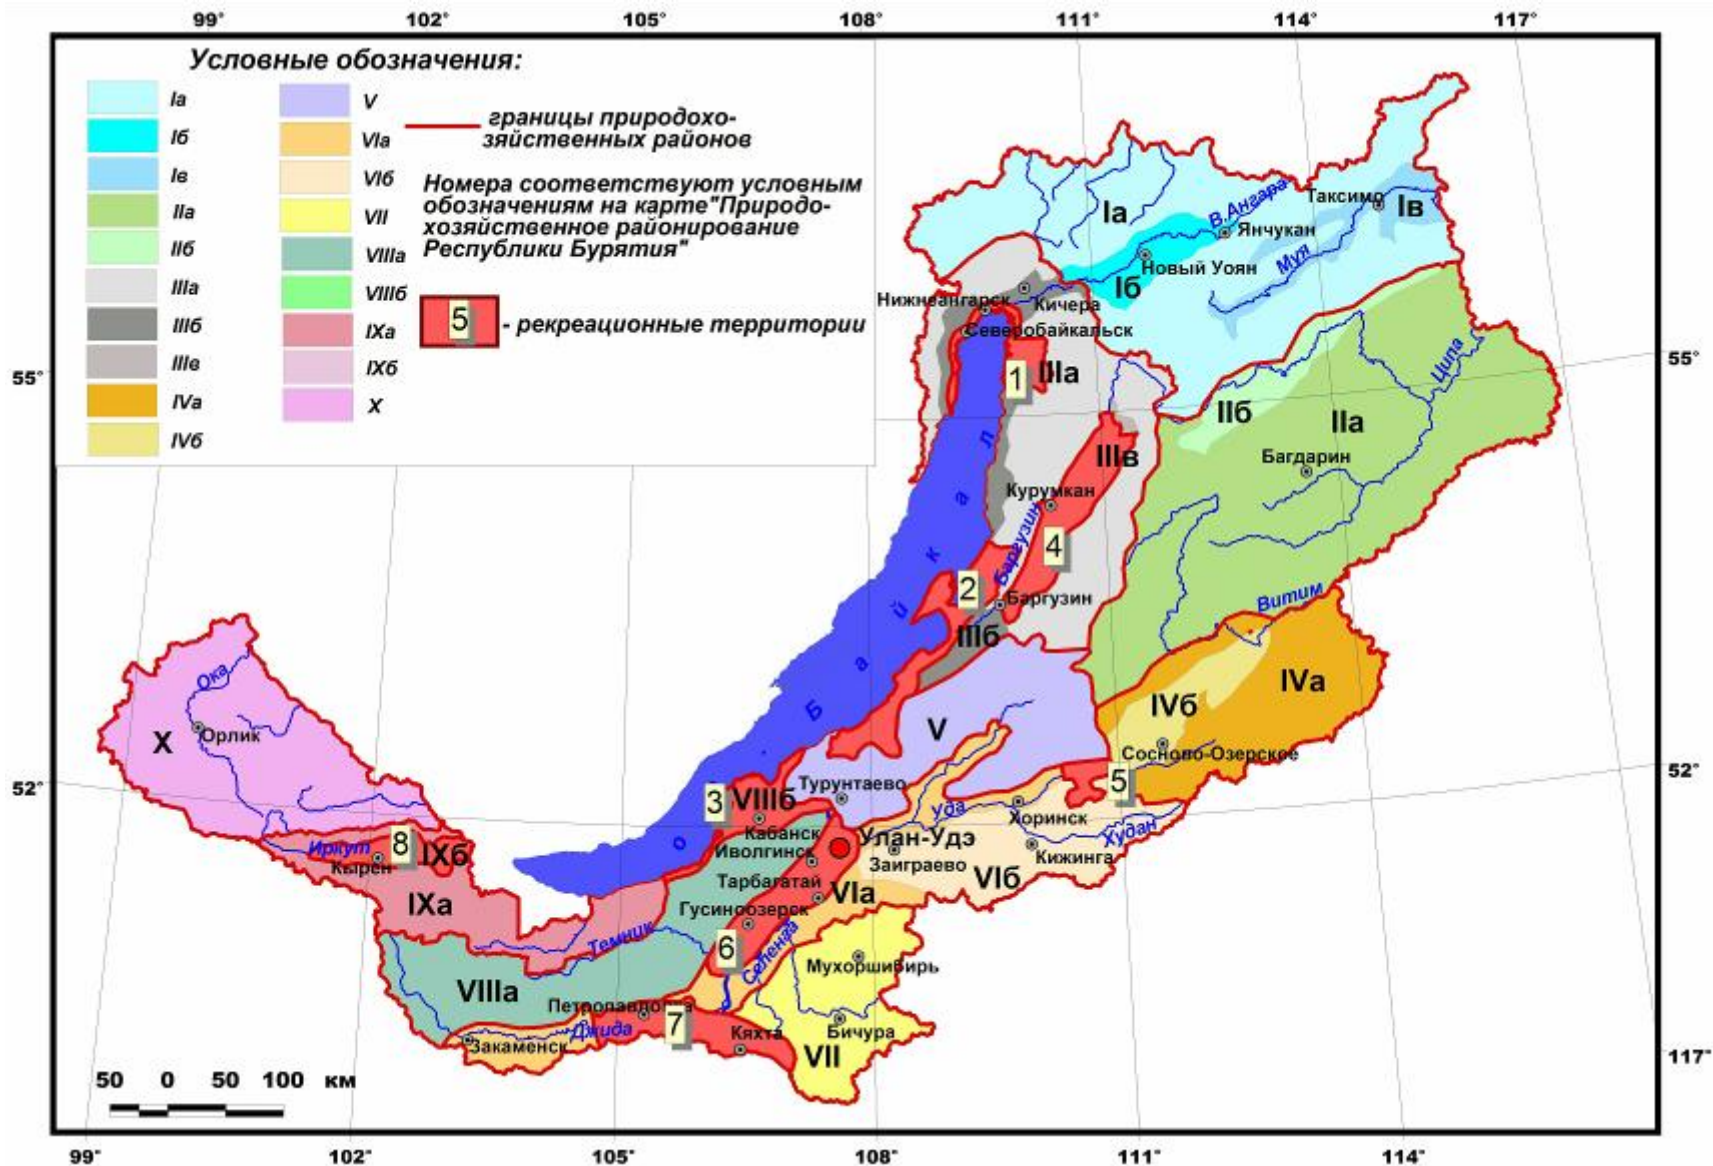 99°
102°
105°
108°
111°
114°
117°
Условные обозначения:
Iа
Iб
Iв
IIа
IIб
IIIа
IIIб
IIIв
IVа
IVб
V
VIа
VIб
VII
VIIIа
VIIIб
IXа
IXб
X
границы природохо-
зяйственных районов
Номера соответствуют условным
обозначениям на карте"Природо-
хозяйственное районирование
Республики Бурятия"
5
- рекреационные территории
Iа
В.Ангара
Таксимо
Iв
Янчукан
Новый Уоян
Муя
Iб
Нижнеангарск
Кичера
Северобайкальск
55°
55°
1
IIIа
Ципа
IIб
IIа
Багдарин
IIIв
Курумкан
Баргузин
4
2
Баргузин
IIIб
Витим
о. Байкал
Ока
X
Орлик
IVа
IVб
Сосново-Озерское
V
52°
52°
Турунтаево
5
3
VIIIб
Уда
Хоринск
Худан
Кабанск
Улан-Удэ
Иволгинск
Заиграево
Кижинга
VIб
Иркут
8
IXб
Кырен
Тарбагатай
VIа
IXа
Гусиноозерск
Темник
6
Селенга
Мухоршибирь
VIIIа
Петропавловка
Джида
7
Кяхта
Бичура
Закаменск
VII
117°
50 0 50 100 км
99°
102°
105°
108°
111°
114°